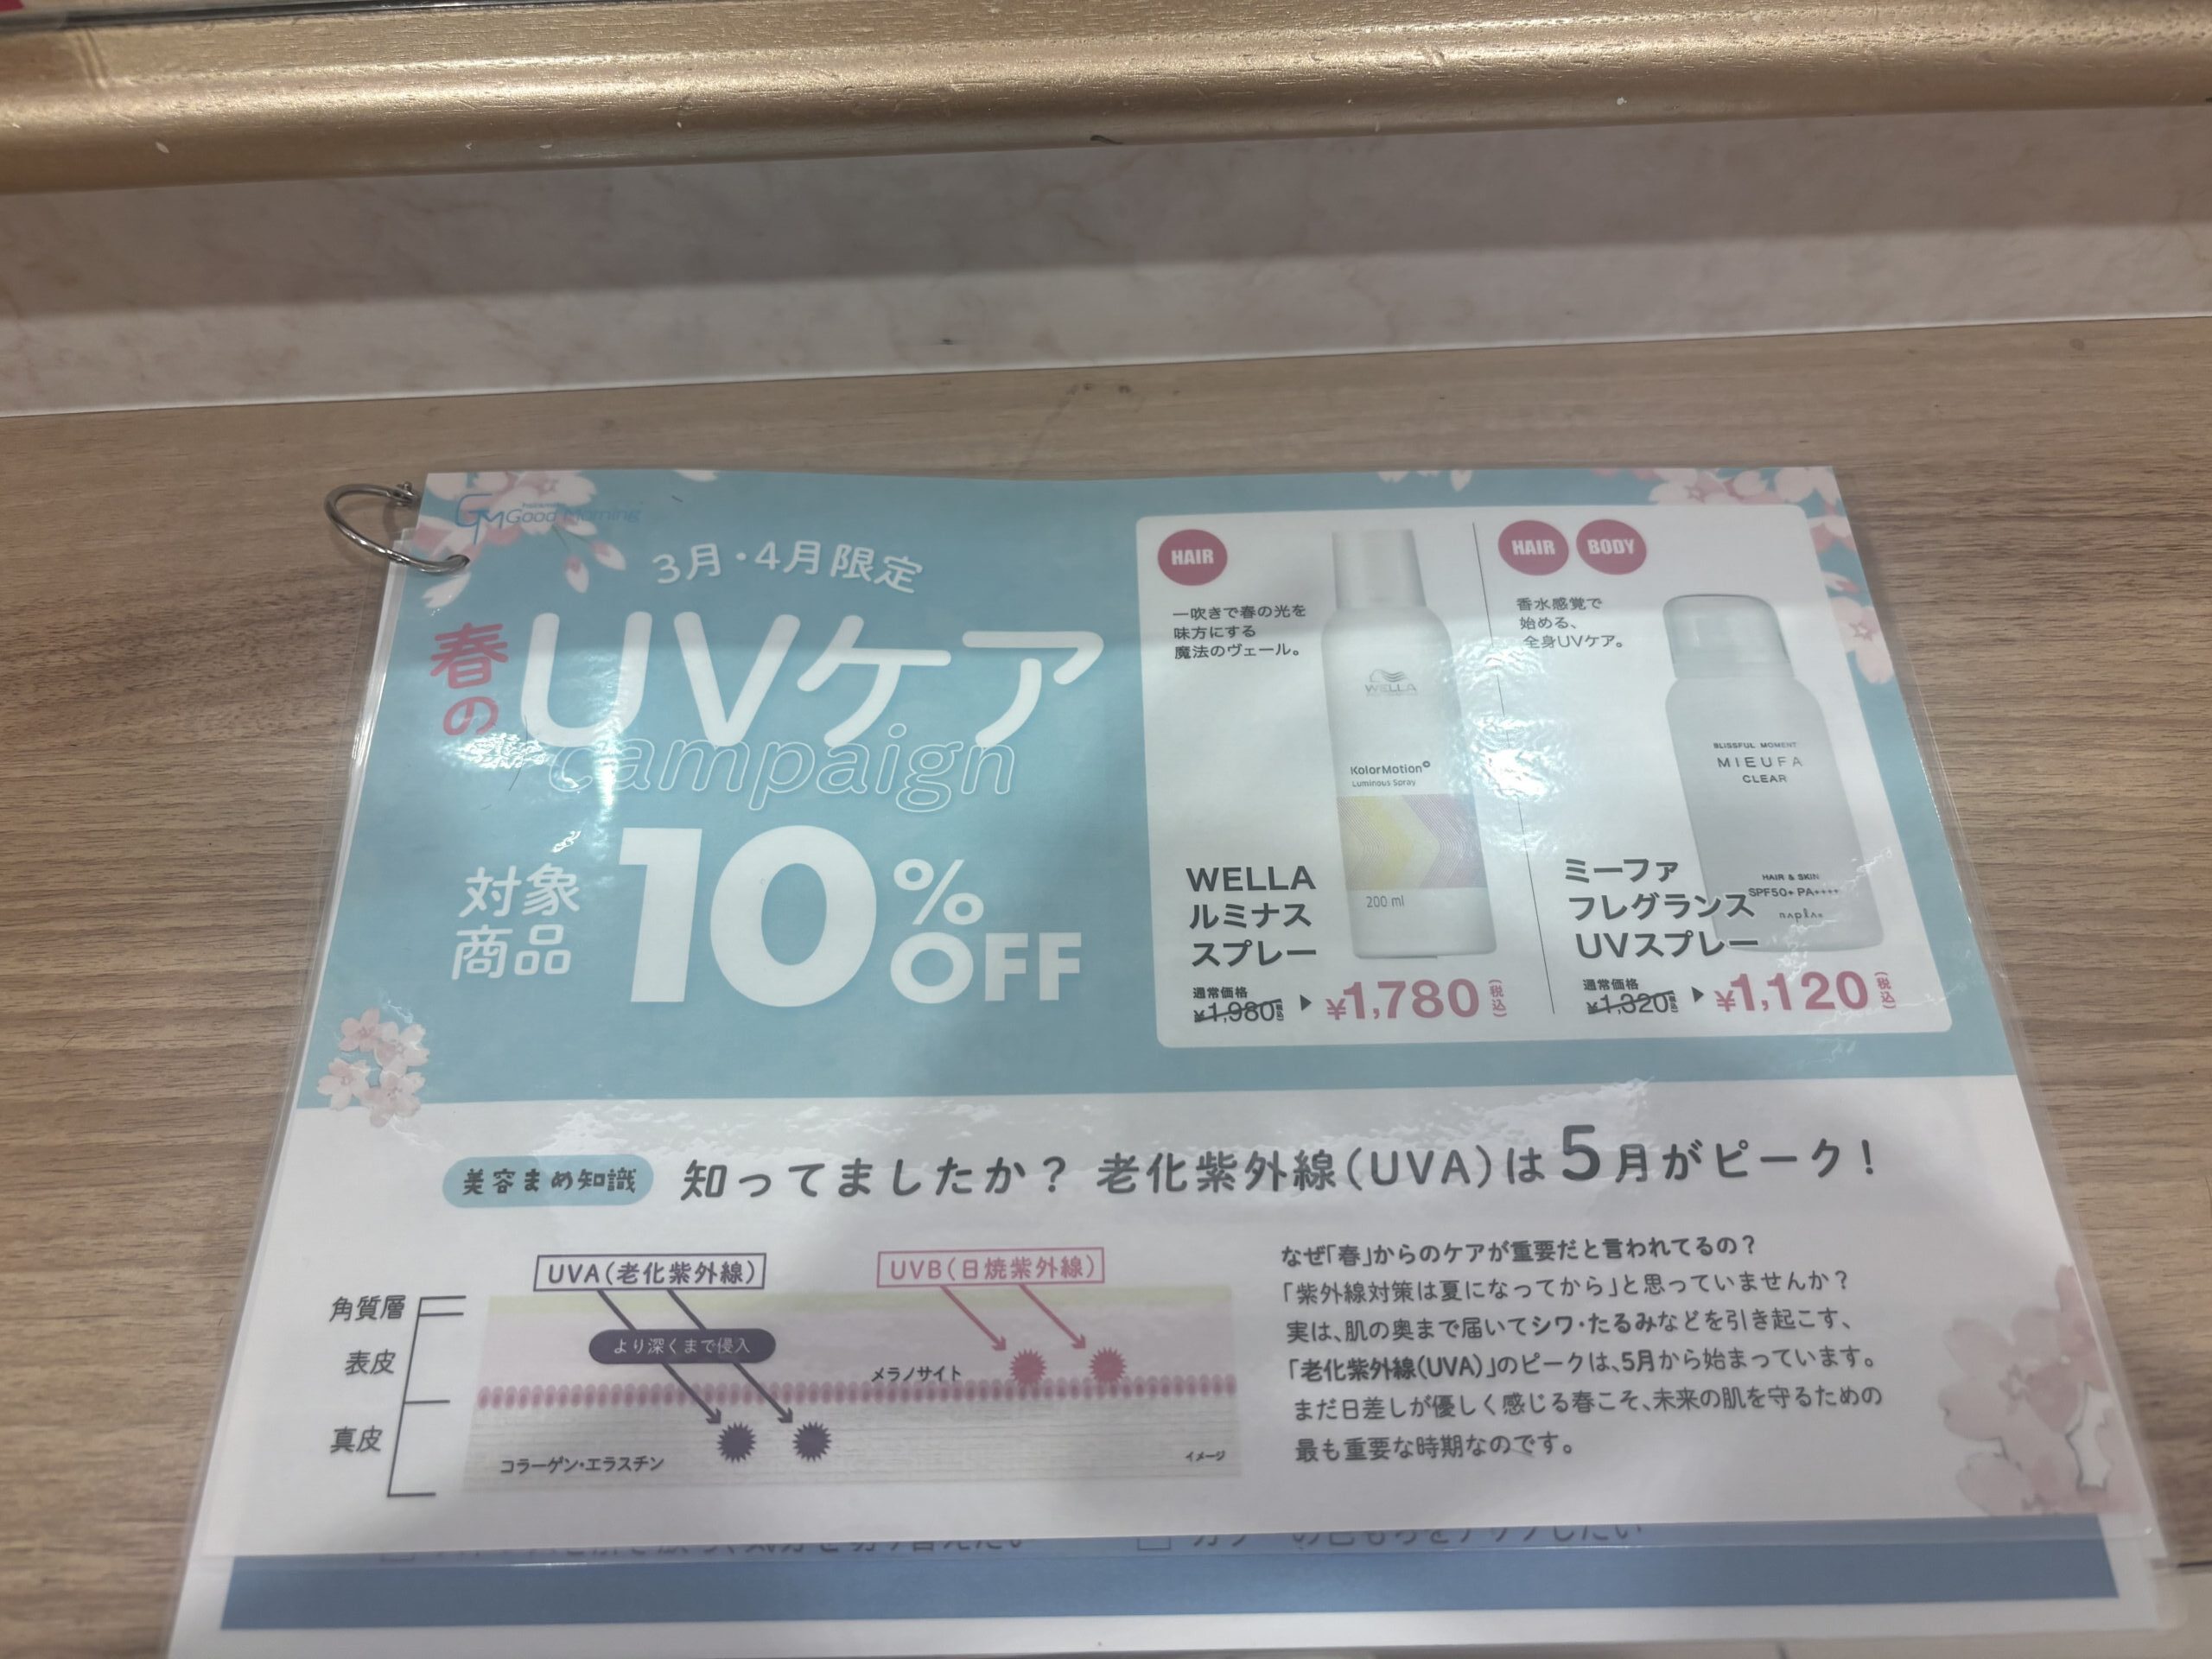 Good Morning
3月・4月限定
春の
UVケア
campaign
対象
商品
10%
OFF
HAIR
一吹きで春の光を
味方にする
魔法のヴェール。
WELLA
KolorMotion+
Luminous Spray
200 ml
WELLA
ルミナス
スプレー
通常価格
¥1,980 ▶ ¥1,780(税込)
HAIR BODY
香水感覚で
始める、
全身UVケア。
BLISSFUL MOMENT
MIEUFA
CLEAR
HAIR & SKIN
SPF50+ PA++++
napla
ミーファ
フレグランス
UVスプレー
通常価格
¥1,320 ▶ ¥1,120(税込)
美容まめ知識 知ってましたか？ 老化紫外線(UVA)は5月がピーク！
UVA(老化紫外線)
UVB(日焼紫外線)
角質層
より深くまで侵入
表皮
メラノサイト
真皮
コラーゲン・エラスチン
イメージ
なぜ「春」からのケアが重要だと言われてるの？
「紫外線対策は夏になってから」と思っていませんか？
実は、肌の奥まで届いてシワ・たるみなどを引き起こす、
「老化紫外線(UVA)」のピークは、5月から始まっています。
まだ日差しが優しく感じる春こそ、未来の肌を守るための
最も重要な時期なのです。